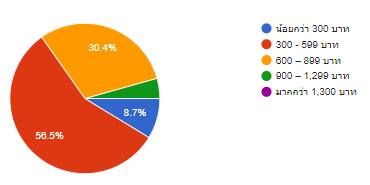 30.4%
8.7%
56.5%
น้อยกว่า 300 บาท
300 - 599 บาท
600 – 899 บาท
900 – 1,299 บาท
มากกว่า 1,300 บาท